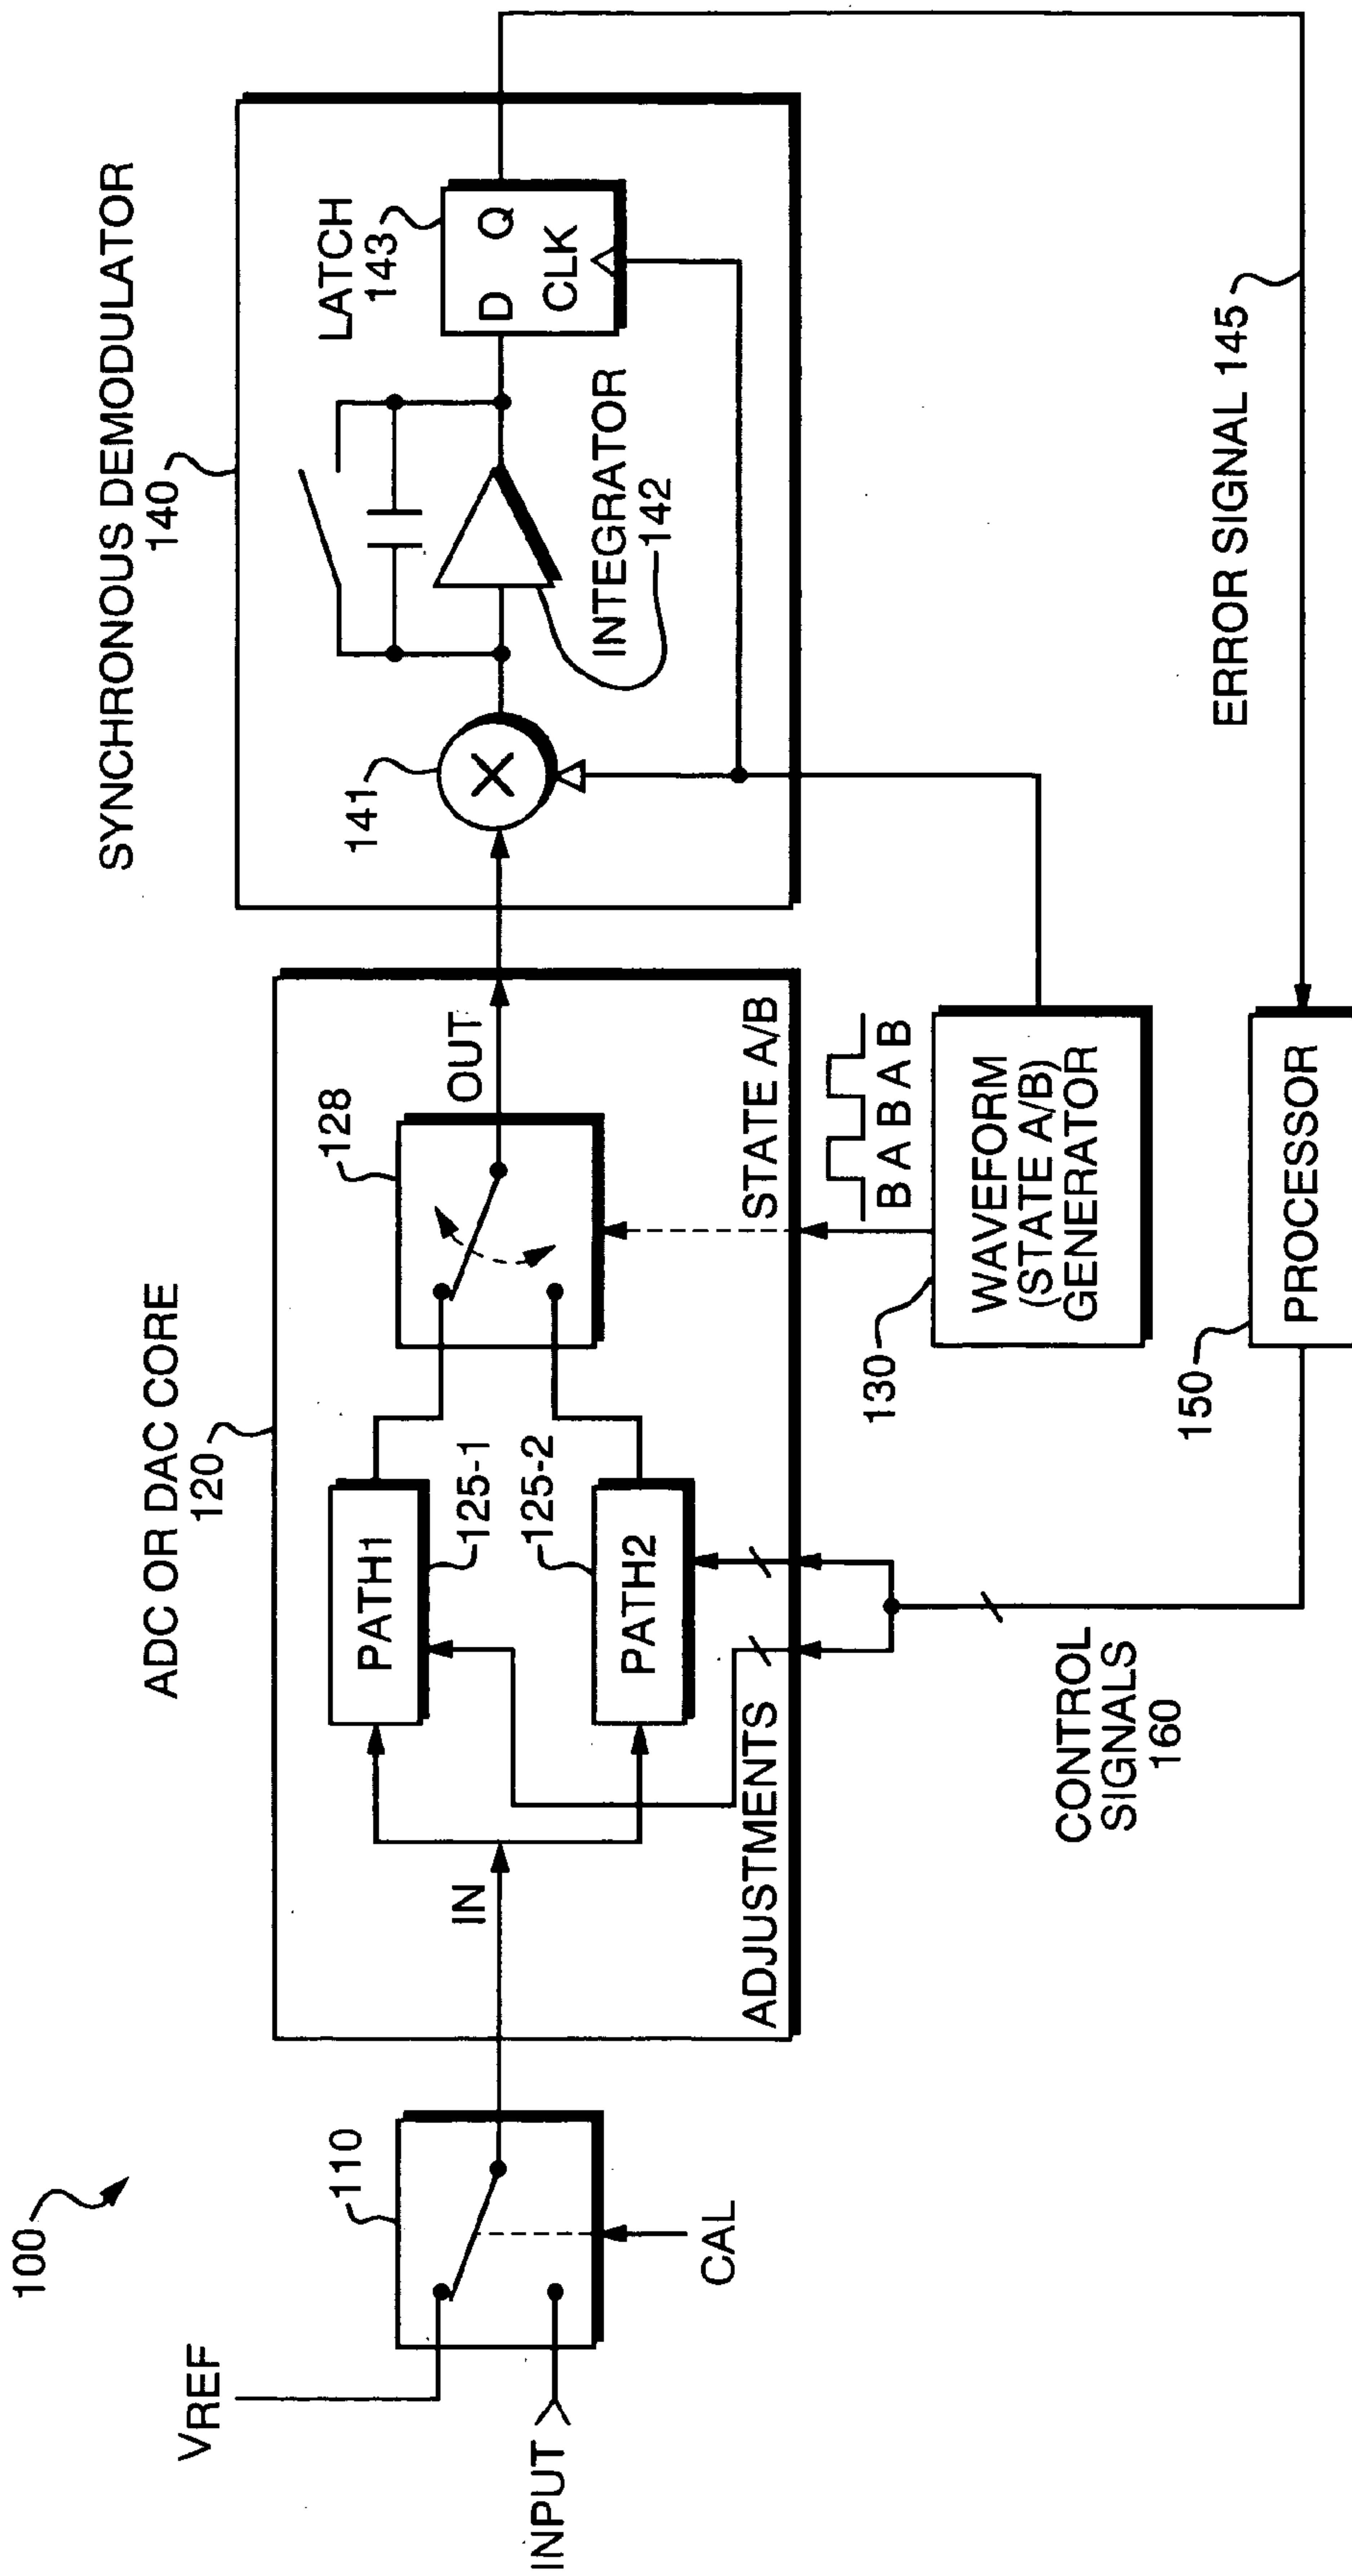 100
VREF
INPUT
110
CAL
ADC OR DAC CORE
120
IN
PATH1
125-1
PATH2
125-2
128
OUT
ADJUSTMENTS
STATE A/B
SYNCHRONOUS DEMODULATOR
140
141
INTEGRATOR
142
LATCH
143
D Q
CLK
B A B A B
WAVEFORM
(STATE A/B)
GENERATOR
130
CONTROL
SIGNALS
160
PROCESSOR
150
ERROR SIGNAL 145